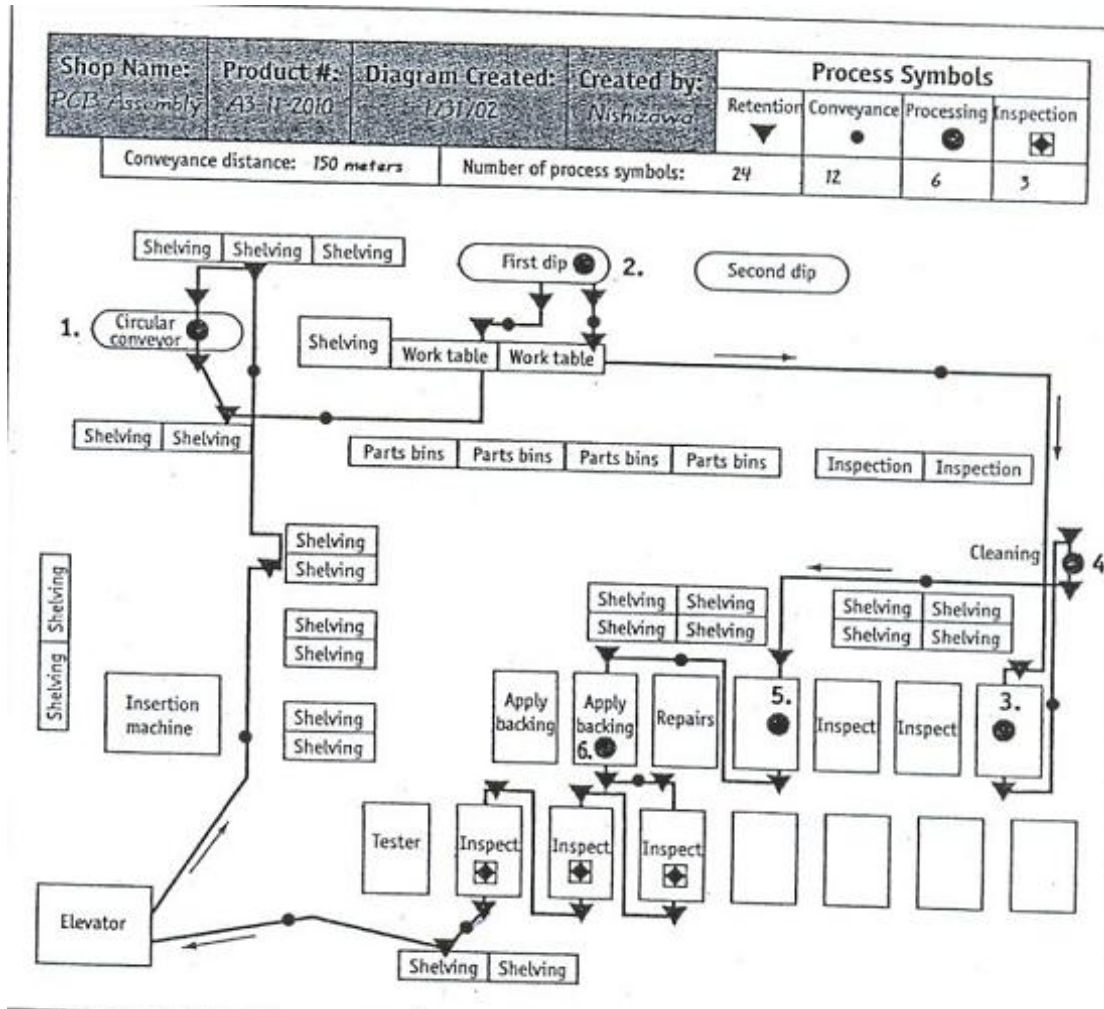 Shop Name: Product #: Diagram Created: Created by: Process Symbols
PCB Assembly A3-11-2010 1/31/02 Nishizawa
Retention Conveyance Processing Inspection
Conveyance distance: 150 meters Number of process symbols: 24 12 6 3
Shelving Shelving Shelving
First dip 2. Second dip
1. Circular conveyor
Shelving Work table Work table
Shelving Shelving
Parts bins Parts bins Parts bins Parts bins
Inspection Inspection
Shelving
Shelving
Cleaning 4
Shelving Shelving
Shelving Shelving
Shelving Shelving
Shelving Shelving
Shelving
Shelving
Shelving Shelving
Insertion machine
Shelving
Shelving
Apply backing
Apply backing 6.
Repairs
5.
Inspect
Inspect
3.
Tester
Inspect
Inspect
Inspect
Elevator
Shelving Shelving